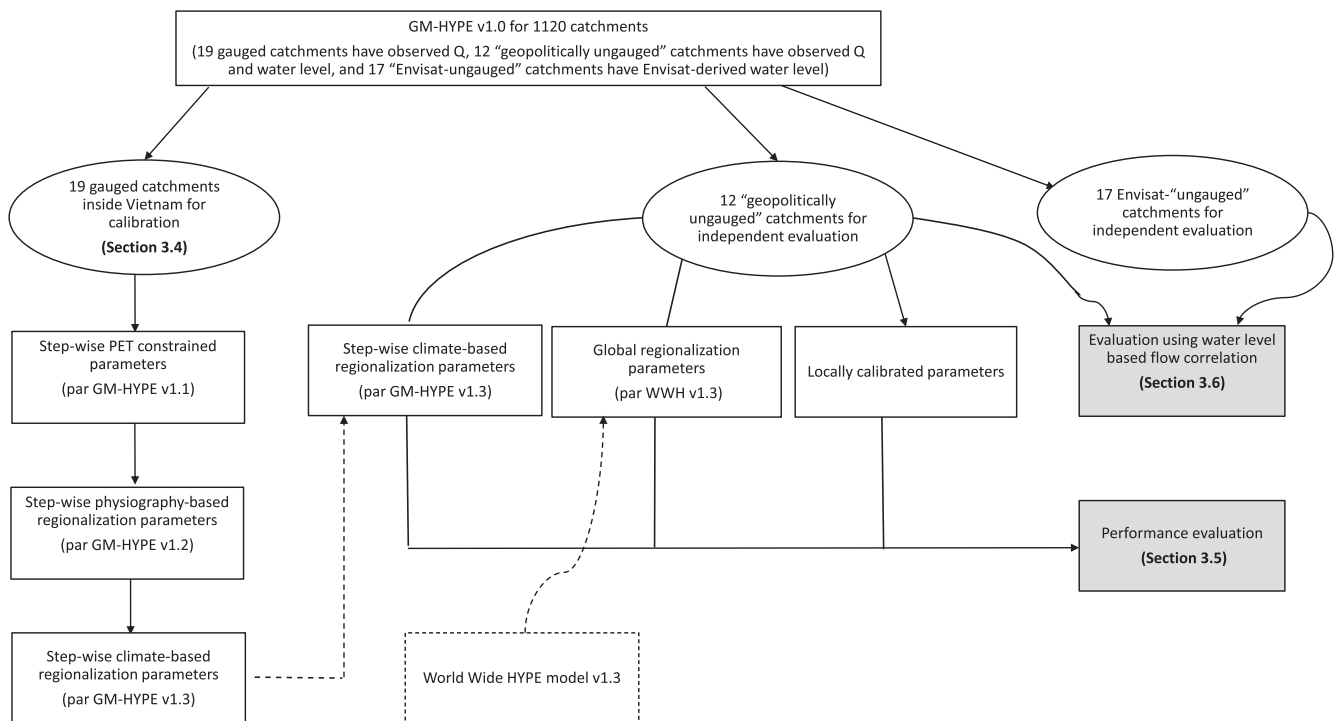 GM-HYPE v1.0 for 1120 catchments
(19 gauged catchments have observed Q, 12 “geopolitically ungauged” catchments have observed Q
and water level, and 17 “Envisat-ungauged” catchments have Envisat-derived water level)
19 gauged catchments
inside Vietnam for
calibration
(Section 3.4)
12 “geopolitically
ungauged” catchments for
independent evaluation
17 Envisat-“ungauged”
catchments for
independent evaluation
Step-wise PET constrained
parameters
(par GM-HYPE v1.1)
Step-wise climate-based
regionalization parameters
(par GM-HYPE v1.3)
Global regionalization
parameters
(par WWH v1.3)
Locally calibrated parameters
Evaluation using water level
based flow correlation
(Section 3.6)
Step-wise physiography-based
regionalization parameters
(par GM-HYPE v1.2)
Performance evaluation
(Section 3.5)
Step-wise climate-based
regionalization parameters
(par GM-HYPE v1.3)
World Wide HYPE model v1.3